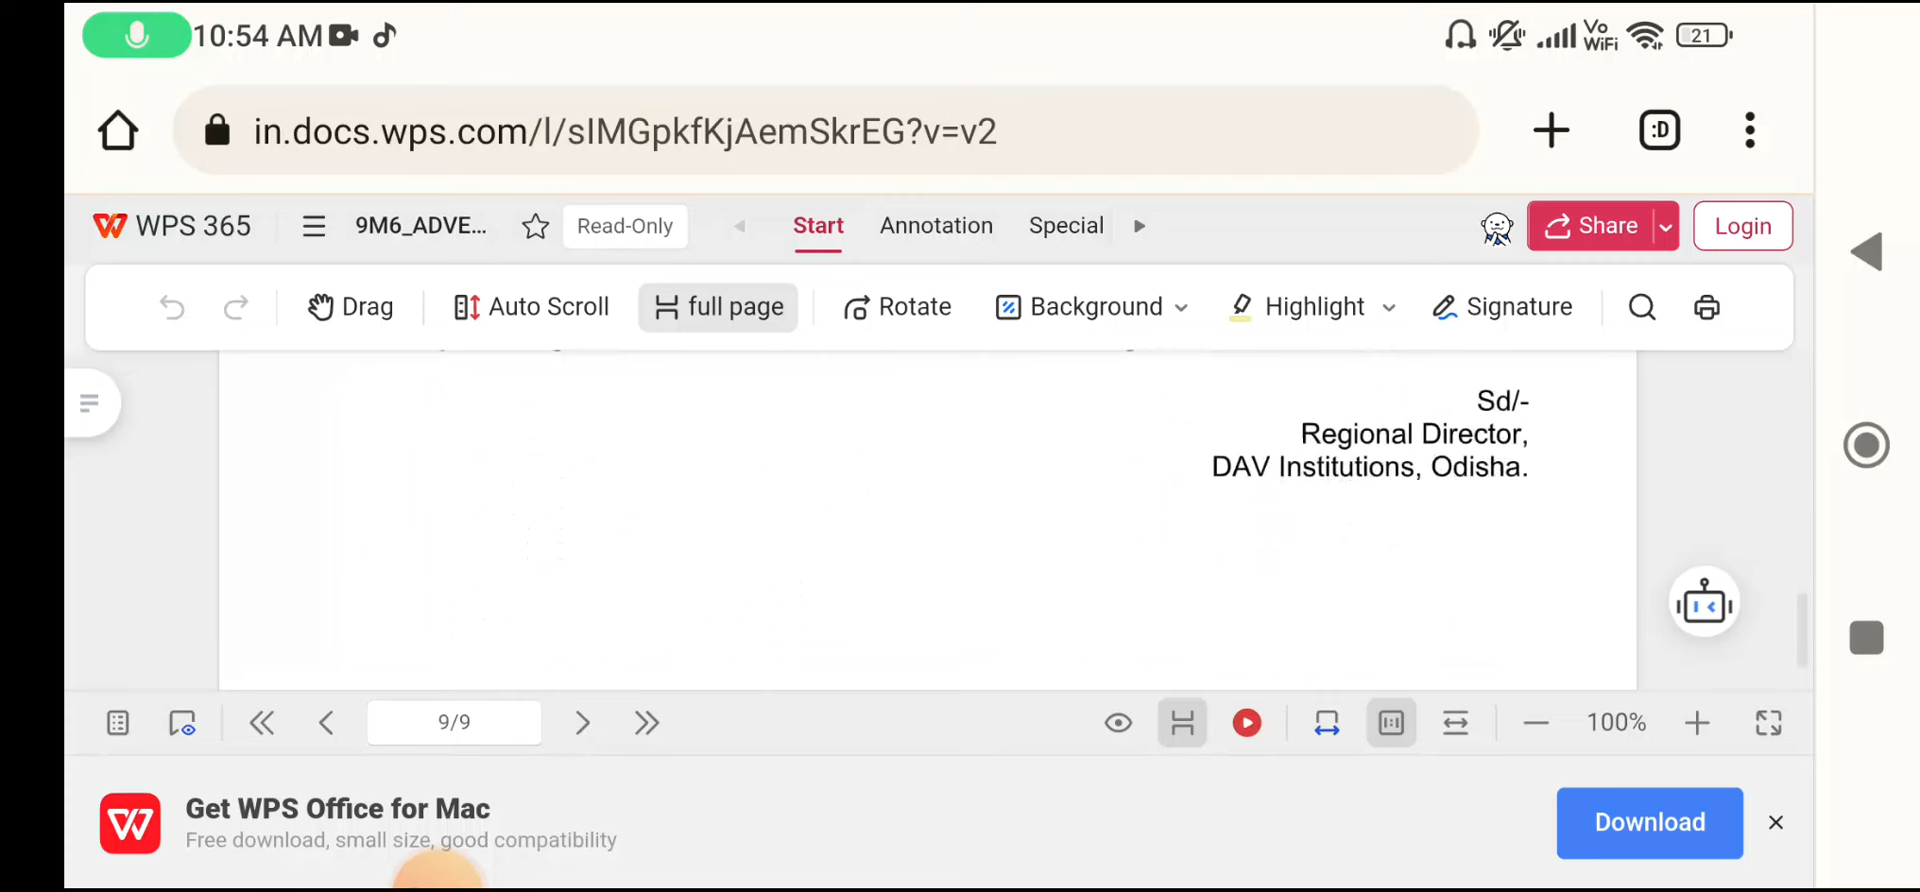 10:54 AM
Vo
WiFi
21
in.docs.wps.com/l/sIMGpkfKjAemSkrEG?v=v2
:D
WPS 365
9M6_ADVE...
Read-Only
Start
Annotation
Special
Share
Login
Drag
Auto Scroll
full page
Rotate
Background
Highlight
Signature
Sd/-
Regional Director,
DAV Institutions, Odisha.
9/9
100%
Get WPS Office for Mac
Free download, small size, good compatibility
Download